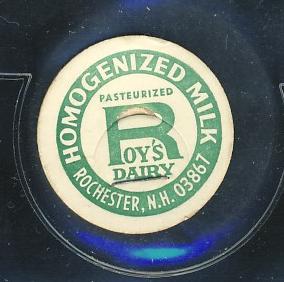 HOMOGENIZED MILK
PASTEURIZED
ROY'S
DAIRY
ROCHESTER, N.H. 03867